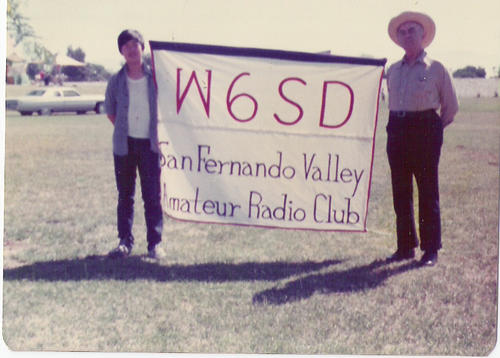 W6SD
San Fernando Valley
Amateur Radio Club